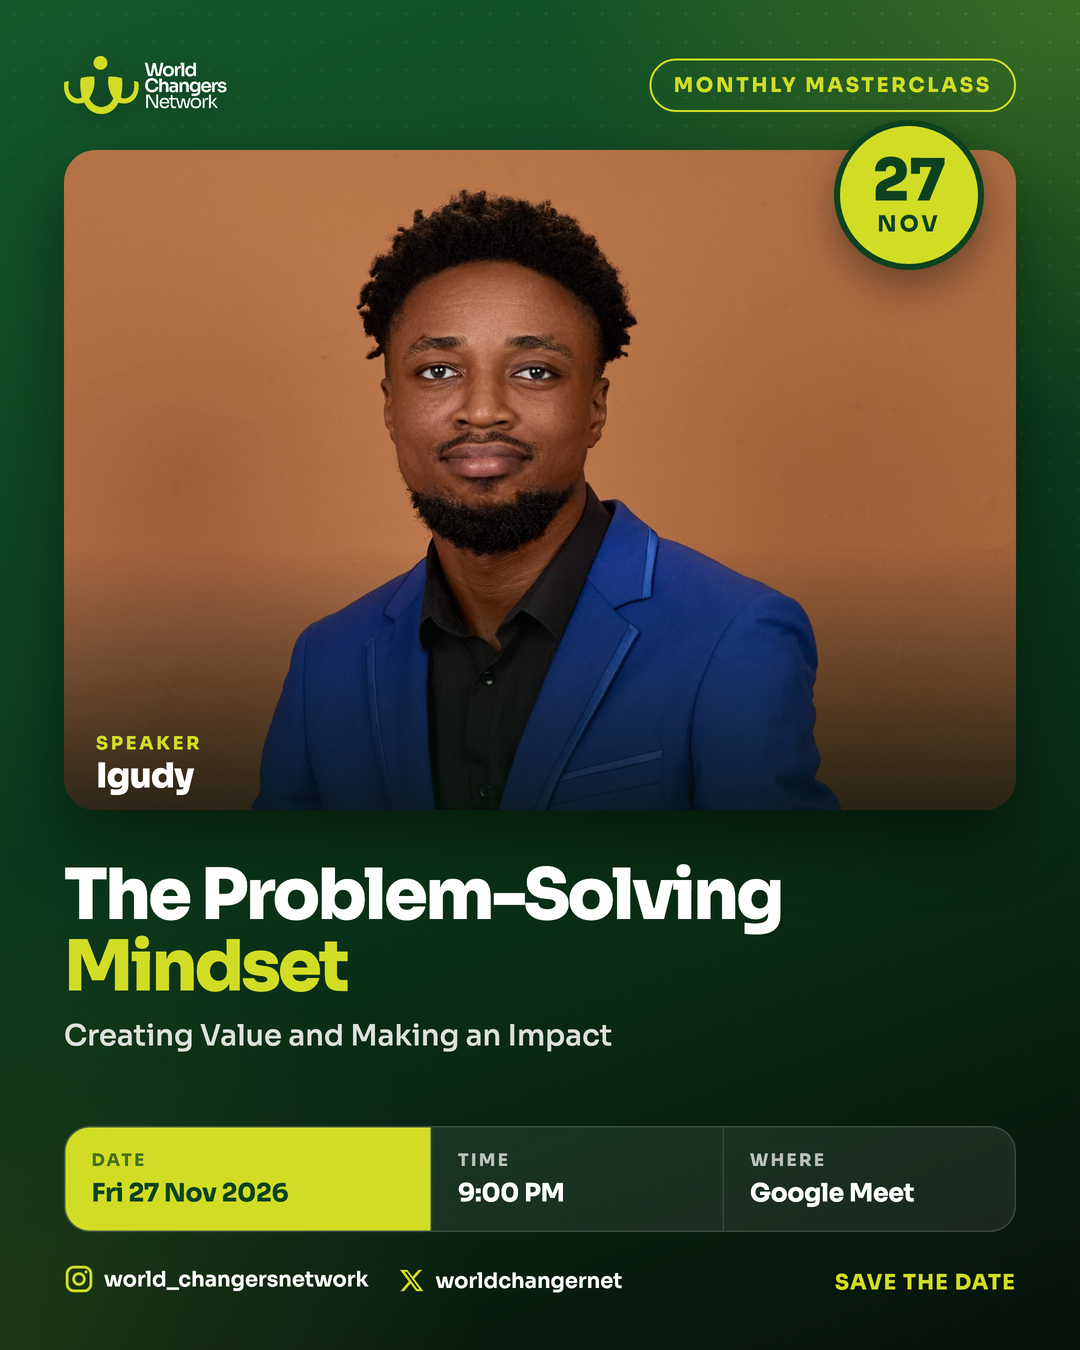 World
Changers
Network
MONTHLY MASTERCLASS
27
NOV
SPEAKER
Igudy
The Problem-Solving
Mindset
Creating Value and Making an Impact
DATE
Fri 27 Nov 2026
TIME
9:00 PM
WHERE
Google Meet
world_changersnetwork
worldchangernet
SAVE THE DATE